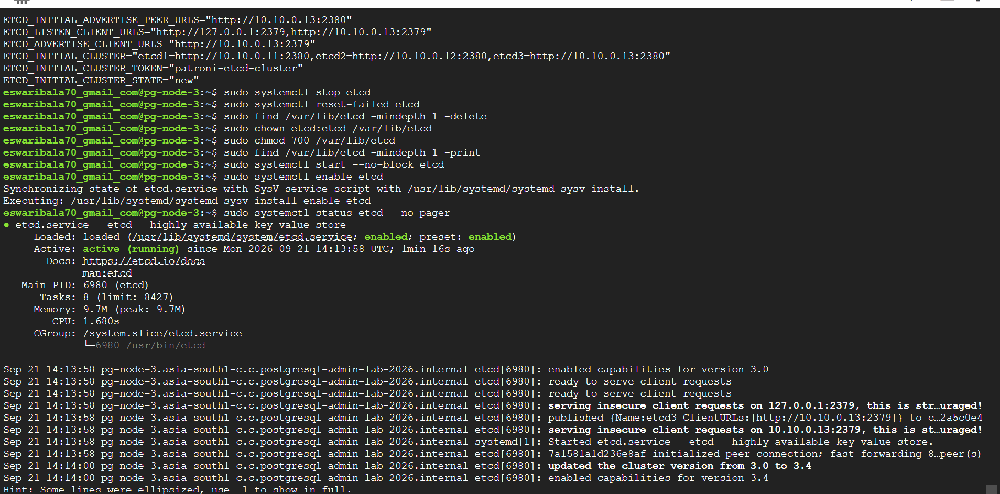 ETCD_INITIAL_ADVERTISE_PEER_URLS="http://10.10.0.13:2380"
ETCD_LISTEN_CLIENT_URLS="http://127.0.0.1:2379,http://10.10.0.13:2379"
ETCD_ADVERTISE_CLIENT_URLS="http://10.10.0.13:2379"
ETCD_INITIAL_CLUSTER="etcd1=http://10.10.0.11:2380,etcd2=http://10.10.0.12:2380,etcd3=http://10.10.0.13:2380"
ETCD_INITIAL_CLUSTER_TOKEN="patroni-etcd-cluster"
ETCD_INITIAL_CLUSTER_STATE="new"
eswaribala70_gmail_com@pg-node-3:~$ sudo systemctl stop etcd
eswaribala70_gmail_com@pg-node-3:~$ sudo systemctl reset-failed etcd
eswaribala70_gmail_com@pg-node-3:~$ sudo find /var/lib/etcd -mindepth 1 -delete
eswaribala70_gmail_com@pg-node-3:~$ sudo chown etcd:etcd /var/lib/etcd
eswaribala70_gmail_com@pg-node-3:~$ sudo chmod 700 /var/lib/etcd
eswaribala70_gmail_com@pg-node-3:~$ sudo find /var/lib/etcd -mindepth 1 -print
eswaribala70_gmail_com@pg-node-3:~$ sudo systemctl start --no-block etcd
eswaribala70_gmail_com@pg-node-3:~$ sudo systemctl enable etcd
Synchronizing state of etcd.service with SysV service script with /usr/lib/systemd/systemd-sysv-install.
Executing: /usr/lib/systemd/systemd-sysv-install enable etcd
eswaribala70_gmail_com@pg-node-3:~$ sudo systemctl status etcd --no-pager
● etcd.service - etcd - highly-available key value store
     Loaded: loaded (/usr/lib/systemd/system/etcd.service; enabled; preset: enabled)
     Active: active (running) since Mon 2026-09-21 14:13:58 UTC; 1min 16s ago
       Docs: https://etcd.io/docs
             man:etcd
   Main PID: 6980 (etcd)
      Tasks: 8 (limit: 8427)
     Memory: 9.7M (peak: 9.7M)
        CPU: 1.680s
     CGroup: /system.slice/etcd.service
             └─6980 /usr/bin/etcd
Sep 21 14:13:58 pg-node-3.asia-south1-c.c.postgresql-admin-lab-2026.internal etcd[6980]: enabled capabilities for version 3.0
Sep 21 14:13:58 pg-node-3.asia-south1-c.c.postgresql-admin-lab-2026.internal etcd[6980]: ready to serve client requests
Sep 21 14:13:58 pg-node-3.asia-south1-c.c.postgresql-admin-lab-2026.internal etcd[6980]: ready to serve client requests
Sep 21 14:13:58 pg-node-3.asia-south1-c.c.postgresql-admin-lab-2026.internal etcd[6980]: serving insecure client requests on 127.0.0.1:2379, this is str…uraged!
Sep 21 14:13:58 pg-node-3.asia-south1-c.c.postgresql-admin-lab-2026.internal etcd[6980]: published {Name:etcd3 ClientURLs:[http://10.10.0.13:2379]} to c…2a5c0e4
Sep 21 14:13:58 pg-node-3.asia-south1-c.c.postgresql-admin-lab-2026.internal etcd[6980]: serving insecure client requests on 10.10.0.13:2379, this is st…uraged!
Sep 21 14:13:58 pg-node-3.asia-south1-c.c.postgresql-admin-lab-2026.internal systemd[1]: Started etcd.service - etcd - highly-available key value store.
Sep 21 14:13:58 pg-node-3.asia-south1-c.c.postgresql-admin-lab-2026.internal etcd[6980]: 7a1581a1d236e8af initialized peer connection; fast-forwarding 8…peer(s)
Sep 21 14:14:00 pg-node-3.asia-south1-c.c.postgresql-admin-lab-2026.internal etcd[6980]: updated the cluster version from 3.0 to 3.4
Sep 21 14:14:00 pg-node-3.asia-south1-c.c.postgresql-admin-lab-2026.internal etcd[6980]: enabled capabilities for version 3.4
Hint: Some lines were ellipsized, use -l to show in full.